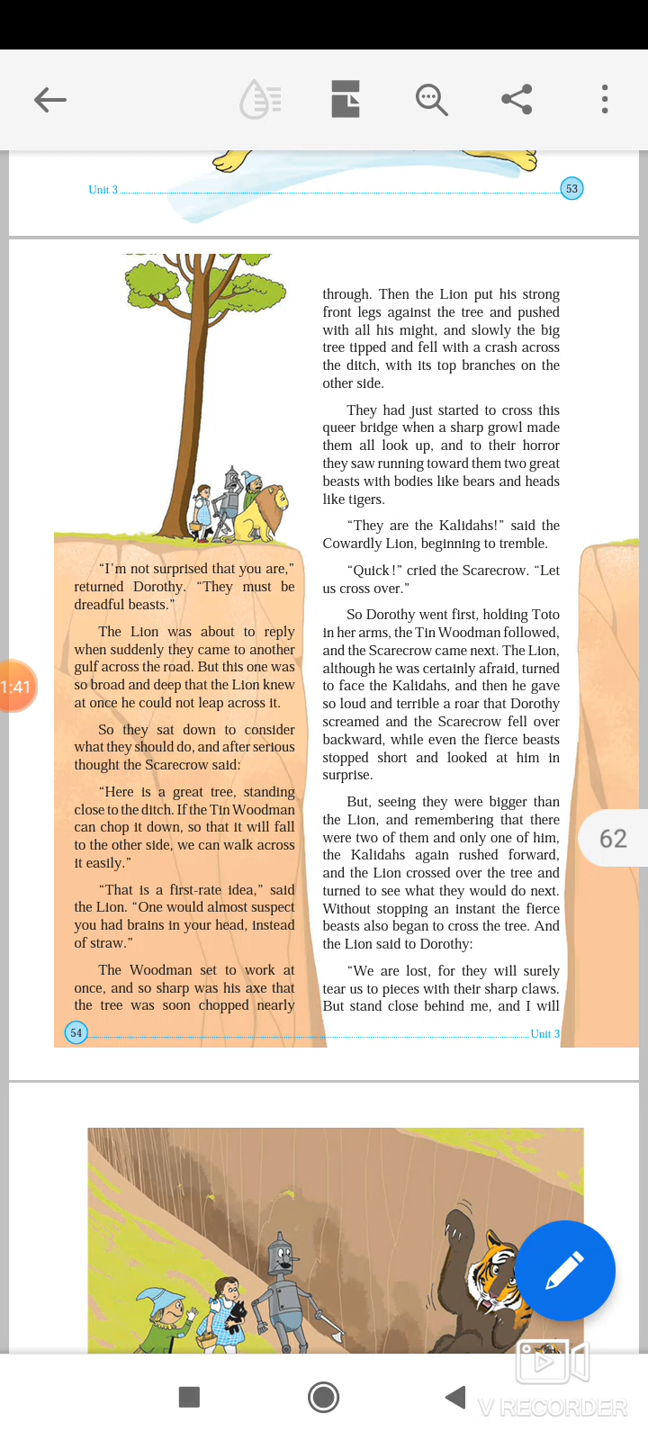 Unit 3
53
"I'm not surprised that you are,"
returned Dorothy. "They must be
dreadful beasts."
The Lion was about to reply
when suddenly they came to another
gulf across the road. But this one was
so broad and deep that the Lion knew
at once he could not leap across it.
So they sat down to consider
what they should do, and after serious
thought the Scarecrow said:
"Here is a great tree, standing
close to the ditch. If the Tin Woodman
can chop it down, so that it will fall
to the other side, we can walk across
it easily."
"That is a first-rate idea," said
the Lion. "One would almost suspect
you had brains in your head, instead
of straw."
The Woodman set to work at
once, and so sharp was his axe that
the tree was soon chopped nearly
through. Then the Lion put his strong
front legs against the tree and pushed
with all his might, and slowly the big
tree tipped and fell with a crash across
the ditch, with its top branches on the
other side.
They had just started to cross this
queer bridge when a sharp growl made
them all look up, and to their horror
they saw running toward them two great
beasts with bodies like bears and heads
like tigers.
"They are the Kalidahs!" said the
Cowardly Lion, beginning to tremble.
"Quick!" cried the Scarecrow. "Let
us cross over."
So Dorothy went first, holding Toto
in her arms, the Tin Woodman followed,
and the Scarecrow came next. The Lion,
although he was certainly afraid, turned
to face the Kalidahs, and then he gave
so loud and terrible a roar that Dorothy
screamed and the Scarecrow fell over
backward, while even the fierce beasts
stopped short and looked at him in
surprise.
But, seeing they were bigger than
the Lion, and remembering that there
were two of them and only one of him,
the Kalidahs again rushed forward,
and the Lion crossed over the tree and
turned to see what they would do next.
Without stopping an instant the fierce
beasts also began to cross the tree. And
the Lion said to Dorothy:
"We are lost, for they will surely
tear us to pieces with their sharp claws.
But stand close behind me, and I will
1:41
62
54
Unit 3
V RECORDER